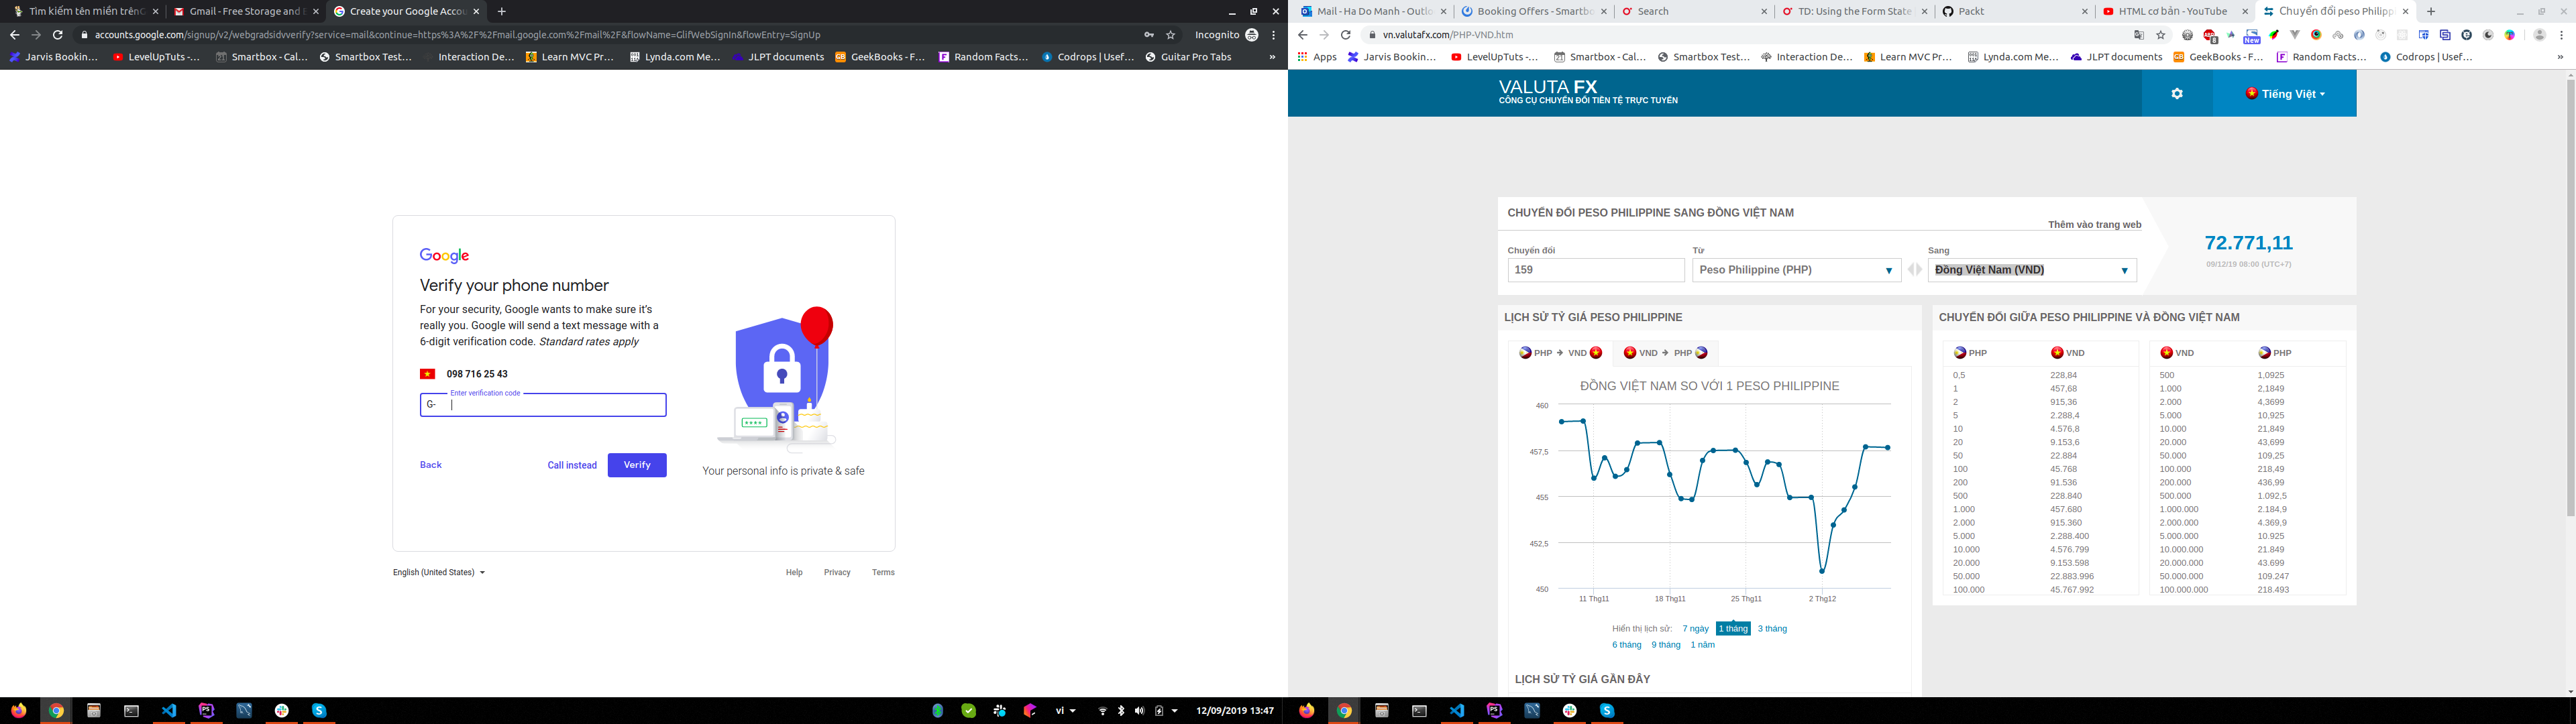 Tìm kiếm tên miền trên G
Gmail - Free Storage and E
Create your Google Accou
accounts.google.com/signup/v2/webgradsidvverify?service=mail&continue=https%3A%2F%2Fmail.google.com%2Fmail%2F&flowName=GlifWebSignIn&flowEntry=SignUp
Incognito
Jarvis Bookin…
LevelUpTuts -…
Smartbox - Cal…
Smartbox Test…
Interaction De…
Learn MVC Pr…
Lynda.com Me…
JLPT documents
GeekBooks - F…
Random Facts…
Codrops | Usef…
Guitar Pro Tabs
»
Google
Verify your phone number
For your security, Google wants to make sure it's
really you. Google will send a text message with a
6-digit verification code. Standard rates apply
098 716 25 43
Enter verification code
G-
Back
Call instead
Verify
Your personal info is private & safe
English (United States)
Help
Privacy
Terms
vi
12/09/2019 13:47
Mail - Ha Do Manh - Outlo
Booking Offers - Smartbo
Search
TD: Using the Form State
Packt
HTML cơ bản - YouTube
Chuyển đổi peso Philipp
vn.valutafx.com/PHP-VND.htm
8
New
Apps
Jarvis Bookin…
LevelUpTuts -…
Smartbox - Cal…
Smartbox Test…
Interaction De…
Learn MVC Pr…
Lynda.com Me…
JLPT documents
GeekBooks - F…
Random Facts…
Codrops | Usef…
»
VALUTA FX
CÔNG CỤ CHUYỂN ĐỔI TIỀN TỆ TRỰC TUYẾN
Tiếng Việt
CHUYỂN ĐỔI PESO PHILIPPINE SANG ĐỒNG VIỆT NAM
Thêm vào trang web
Chuyển đổi
Từ
Sang
159
Peso Philippine (PHP)
Đồng Việt Nam (VND)
72.771,11
09/12/19 08:00 (UTC+7)
LỊCH SỬ TỶ GIÁ PESO PHILIPPINE
PHP → VND
VND → PHP
ĐỒNG VIỆT NAM SO VỚI 1 PESO PHILIPPINE
460
457,5
455
452,5
450
11 Thg11
18 Thg11
25 Thg11
2 Thg12
Hiển thị lịch sử: 7 ngày 1 tháng 3 tháng
6 tháng 9 tháng 1 năm
LỊCH SỬ TỶ GIÁ GẦN ĐÂY
CHUYỂN ĐỔI GIỮA PESO PHILIPPINE VÀ ĐỒNG VIỆT NAM
PHP VND
0,5 228,84
1 457,68
2 915,36
5 2.288,4
10 4.576,8
20 9.153,6
50 22.884
100 45.768
200 91.536
500 228.840
1.000 457.680
2.000 915.360
5.000 2.288.400
10.000 4.576.799
20.000 9.153.598
50.000 22.883.996
100.000 45.767.992
VND PHP
500 1,0925
1.000 2,1849
2.000 4,3699
5.000 10,925
10.000 21,849
20.000 43,699
50.000 109,25
100.000 218,49
200.000 436,99
500.000 1.092,5
1.000.000 2.184,9
2.000.000 4.369,9
5.000.000 10.925
10.000.000 21.849
20.000.000 43.699
50.000.000 109.247
100.000.000 218.493